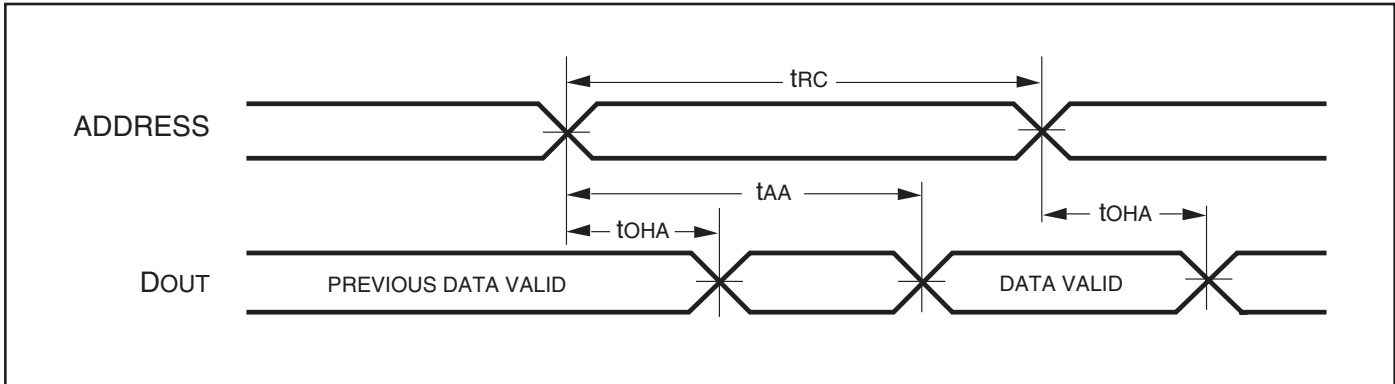 tRC
ADDRESS
tAA
tOHA
tOHA
DOUT
PREVIOUS DATA VALID
DATA VALID